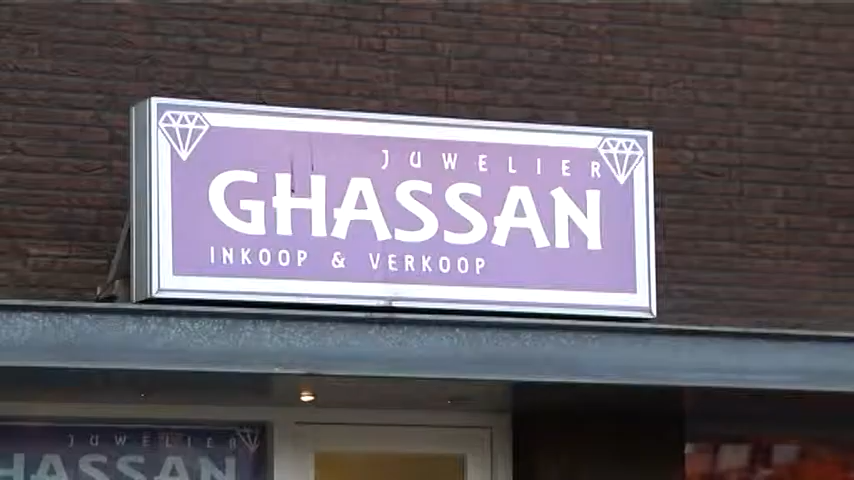 JUWELIER
GHASSAN
INKOOP & VERKOOP
JUWELIER
HASSAN